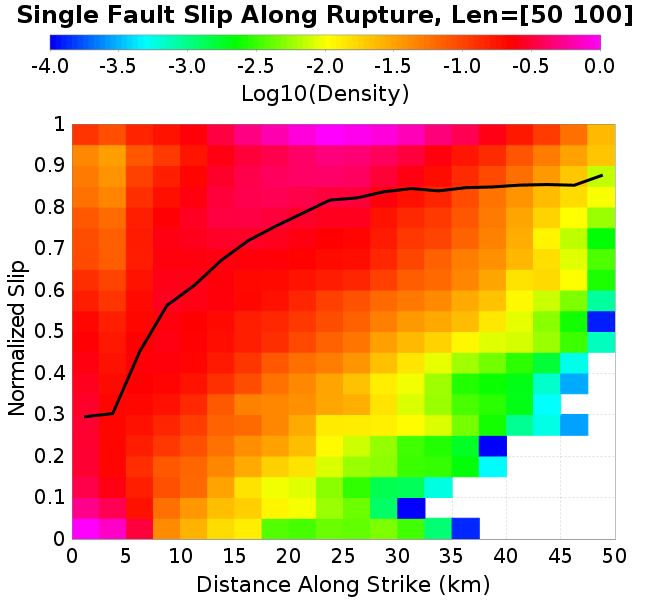 Single Fault Slip Along Rupture, Len=[50 100]
-4.0 -3.5 -3.0 -2.5 -2.0 -1.5 -1.0 -0.5 0.0
Log10(Density)
Normalized Slip
1
0.9
0.8
0.7
0.6
0.5
0.4
0.3
0.2
0.1
0
0 5 10 15 20 25 30 35 40 45 50
Distance Along Strike (km)